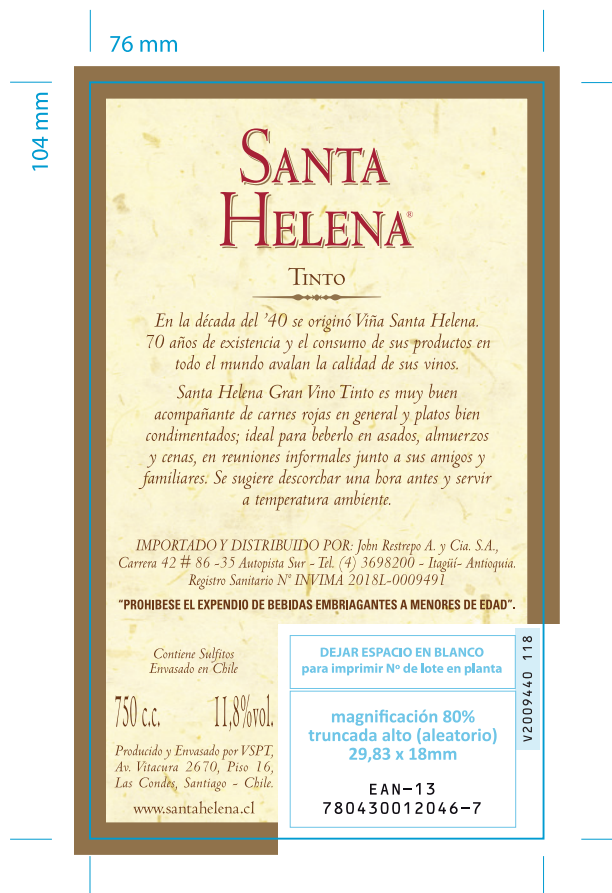 76 mm
104 mm
SANTA
HELENA®
TINTO
En la década del '40 se originó Viña Santa Helena.
70 años de existencia y el consumo de sus productos en
todo el mundo avalan la calidad de sus vinos.
Santa Helena Gran Vino Tinto es muy buen
acompañante de carnes rojas en general y platos bien
condimentados; ideal para beberlo en asados, almuerzos
y cenas, en reuniones informales junto a sus amigos y
familiares. Se sugiere descorchar una hora antes y servir
a temperatura ambiente.
IMPORTADO Y DISTRIBUIDO POR: John Restrepo A. y Cia. S.A.,
Carrera 42 # 86 -35 Autopista Sur - Tel. (4) 3698200 - Itagüí- Antioquia.
Registro Sanitario Nº INVIMA 2018L-0009491
"PROHIBESE EL EXPENDIO DE BEBIDAS EMBRIAGANTES A MENORES DE EDAD".
Contiene Sulfitos
Envasado en Chile
750 c.c. 11,8%vol.
Producido y Envasado por VSPT,
Av. Vitacura 2670, Piso 16,
Las Condes, Santiago - Chile.
www.santahelena.cl
DEJAR ESPACIO EN BLANCO
para imprimir Nº de lote en planta
magnificación 80%
truncada alto (aleatorio)
29,83 x 18mm
EAN-13
780430012046-7
V2009440 118